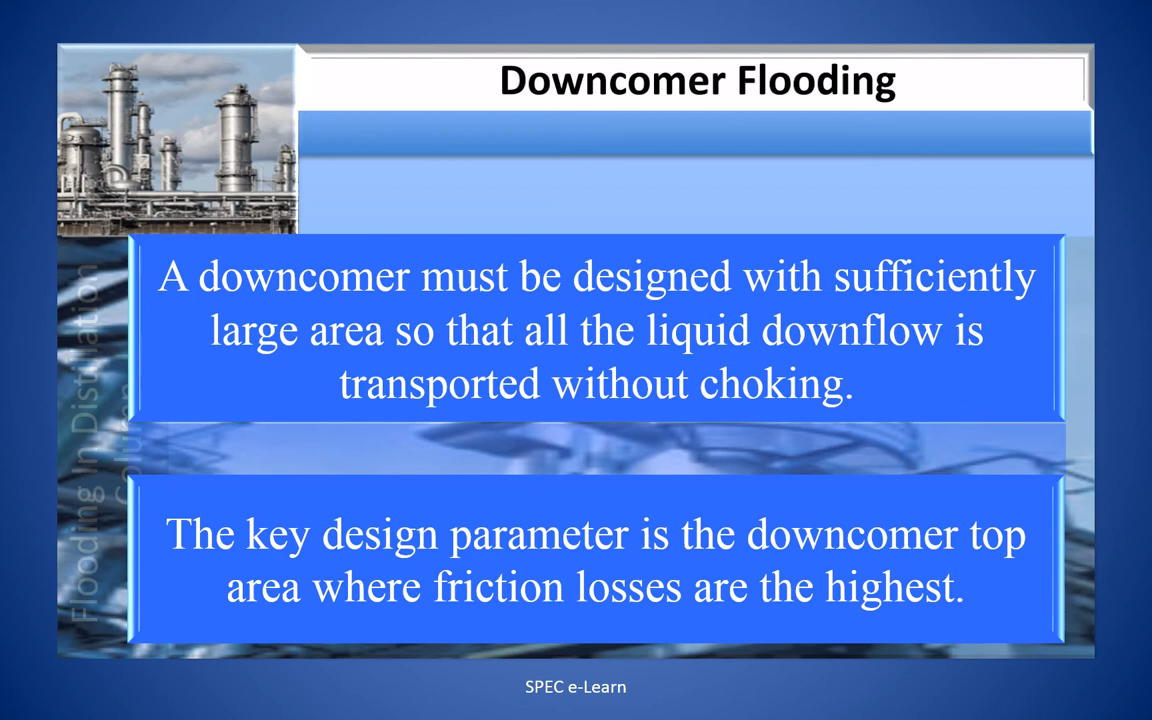 Downcomer Flooding
A downcomer must be designed with sufficiently
large area so that all the liquid downflow is
transported without choking.
The key design parameter is the downcomer top
area where friction losses are the highest.
Flooding In Distillation
Column
SPEC e-Learn